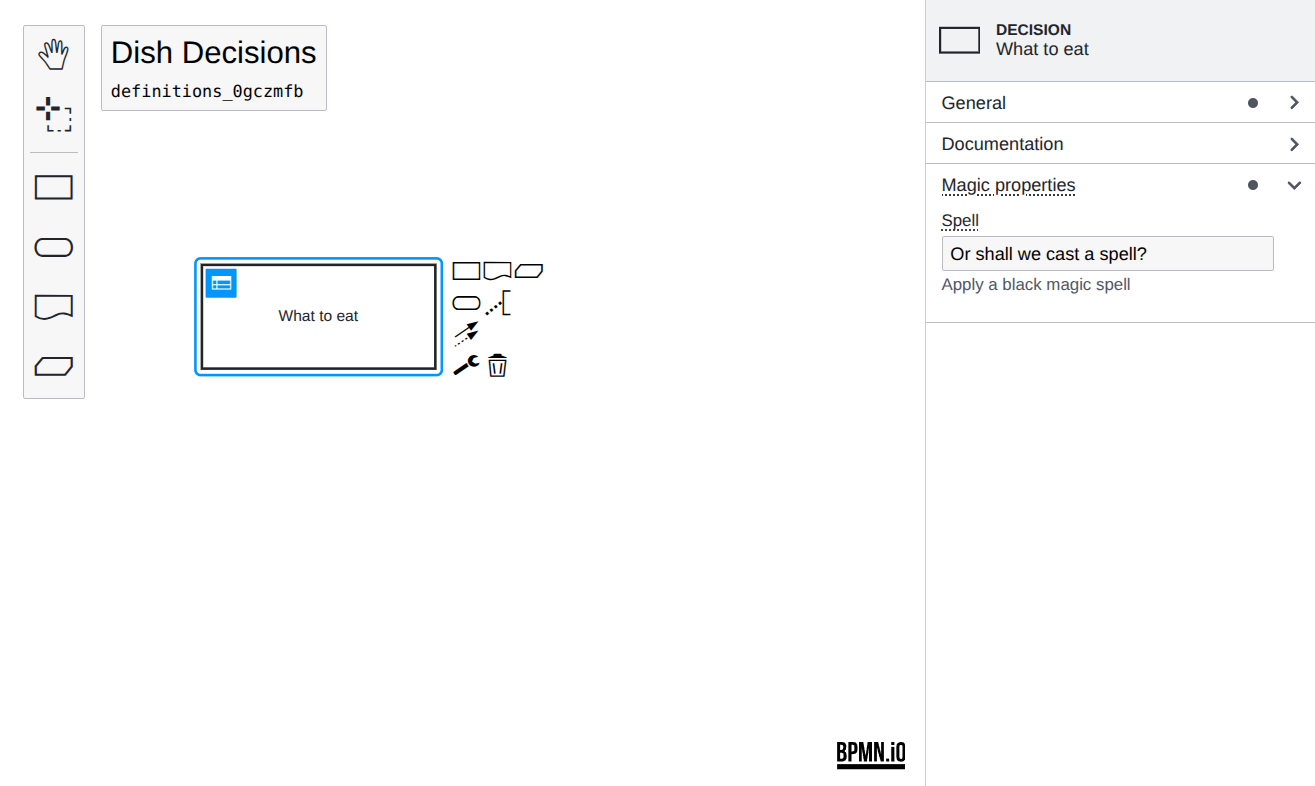 Dish Decisions
definitions_0gczmfb
What to eat
BPMN.iO
DECISION
What to eat
General
Documentation
Magic properties
Spell
Or shall we cast a spell?
Apply a black magic spell